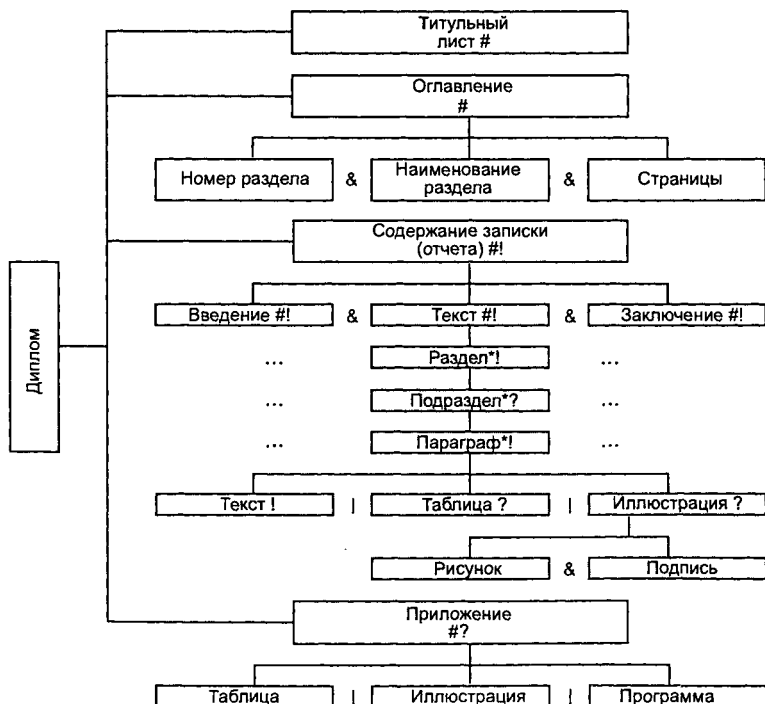 Титульный
лист #
Оглавление
#
Номер раздела & Наименование раздела & Страницы
Содержание записки
(отчета) #!
Диплом
Введение #! & Текст #! & Заключение #!
... Раздел*! ...
... Подраздел*? ...
... Параграф*! ...
Текст ! | Таблица ? | Иллюстрация ?
Рисунок & Подпись
Приложение
#?
Таблица | Иллюстрация | Программа